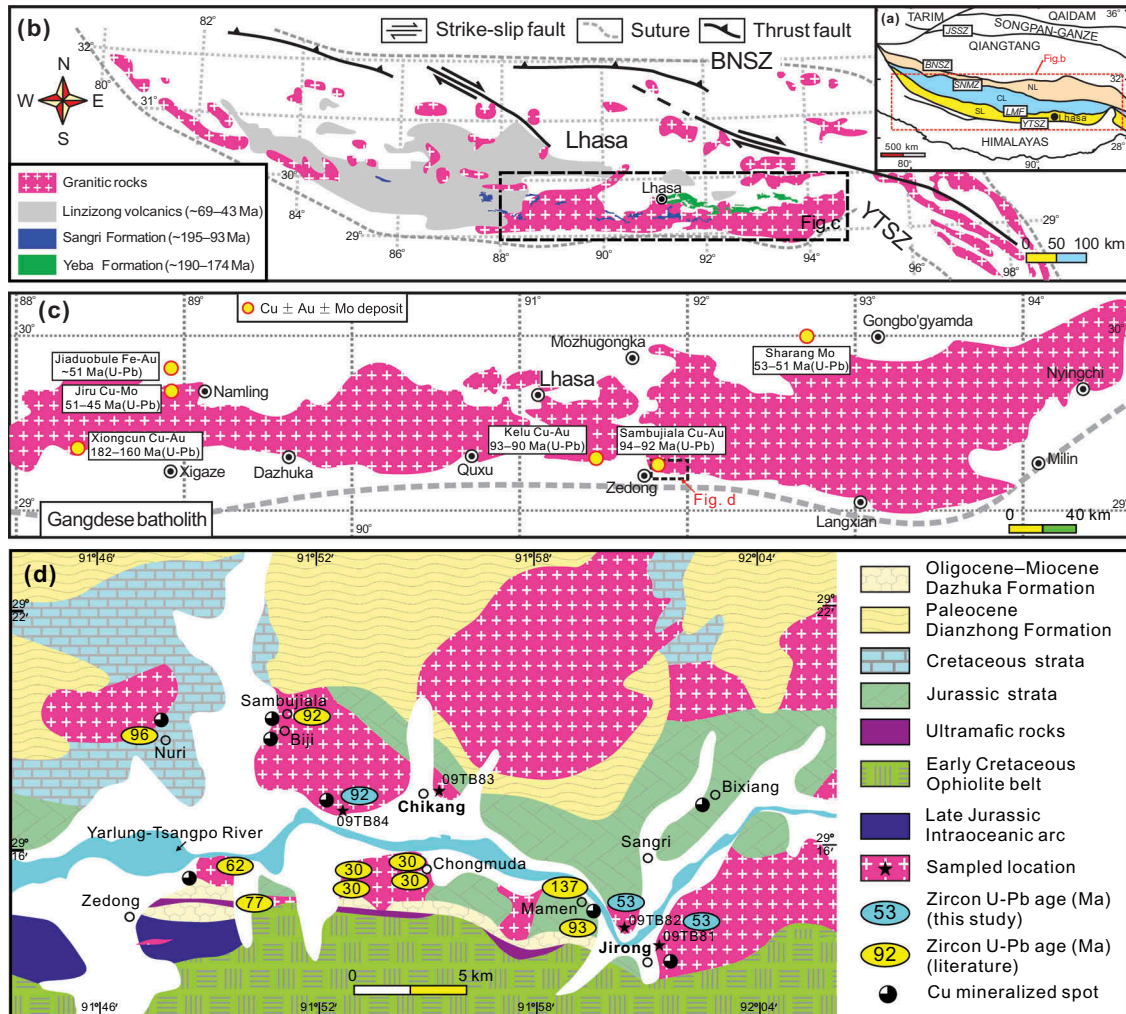 (b)
82°
84
32
80°
31°
30°
29°
84
86
88
90
92
94
96
98
29°
30°
N
W
E
S
Strike-slip fault
Suture
Thrust fault
BNSZ
Lhasa
Lhasa
Fig.c
YTSZ
0 50 100 km
Granitic rocks
Linzizong volcanics (~69–43 Ma)
Sangri Formation (~195–93 Ma)
Yeba Formation (~190–174 Ma)
(a)
TARIM
QAIDAM
36°
JSSZ
SONGPAN-GANZE
QIANGTANG
Fig.b
BNSZ
32°
SNMZ
NL
CL
SL
LMF
Lhasa
YTSZ
HIMALAYAS
28°
500 km
80°
90°
(c)
88°
89°
91°
92°
93°
94°
30°
30°
Cu ± Au ± Mo deposit
Jiaduobule Fe-Au
~51 Ma(U-Pb)
Jiru Cu-Mo
51–45 Ma(U-Pb)
Namling
Xiongcun Cu-Au
182–160 Ma(U-Pb)
Xigaze
Dazhuka
Quxu
Lhasa
Mozhugongka
Kelu Cu-Au
93–90 Ma(U-Pb)
Sambujiala Cu-Au
94–92 Ma(U-Pb)
Zedong
Fig. d
Sharang Mo
53–51 Ma(U-Pb)
Gongbo'gyamda
Nyingchi
Milin
Langxian
29°
29°
90°
Gangdese batholith
0 40 km
(d)
91°46′
91°52′
91°58′
92°04′
29°
22′
29°
22′
Sambujiala
92
Biji
96
Nuri
92
09TB84
09TB83
Chikang
Bixiang
Sangri
Yarlung-Tsangpo River
29°
16′
29°
16′
62
30
30
30
30
Chongmuda
137
Mamen
93
53
09TB82
53
09TB81
Jirong
Zedong
77
0 5 km
91°46′
91°52′
91°58′
92°04′
Oligocene–Miocene
Dazhuka Formation
Paleocene
Dianzhong Formation
Cretaceous strata
Jurassic strata
Ultramafic rocks
Early Cretaceous
Ophiolite belt
Late Jurassic
Intraoceanic arc
Sampled location
53
Zircon U-Pb age (Ma)
(this study)
92
Zircon U-Pb age (Ma)
(literature)
Cu mineralized spot